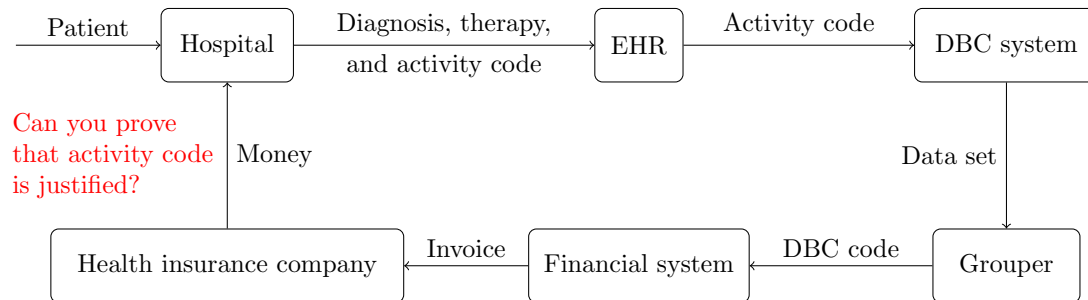 Patient
Hospital
Diagnosis, therapy,
and activity code
EHR
Activity code
DBC system
Can you prove
that activity code
is justified?
Money
Data set
Health insurance company
Invoice
Financial system
DBC code
Grouper